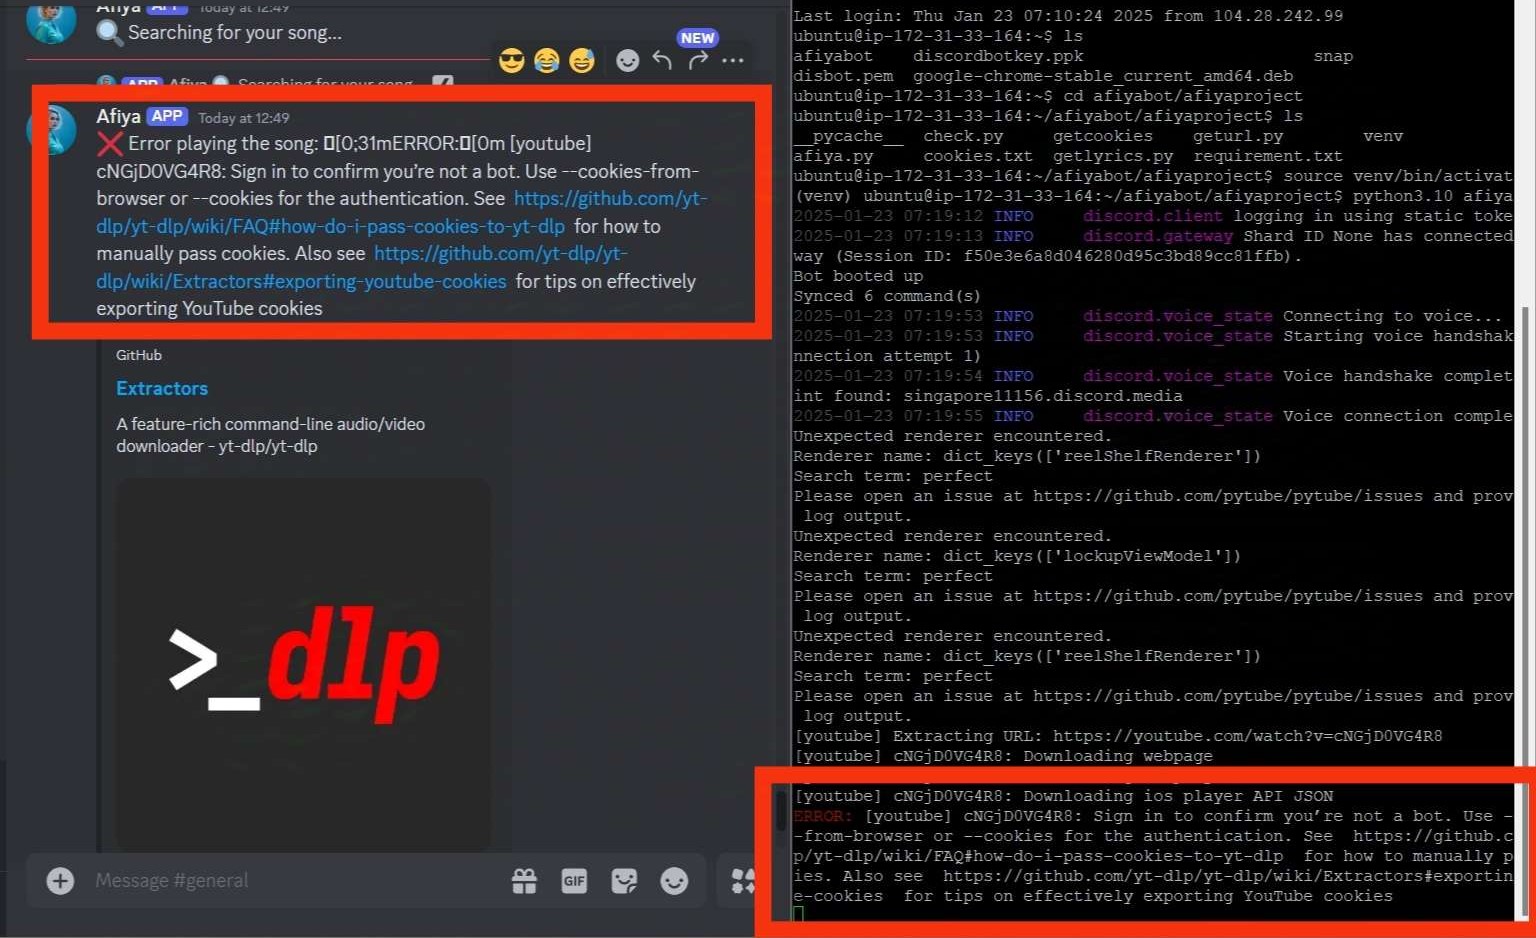 Afiya APP Today at 12:49
Searching for your song...
NEW
APP Afiya Searching for your song...
Afiya APP Today at 12:49
Error playing the song: [0;31mERROR:[0m [youtube]
cNGjD0VG4R8: Sign in to confirm you’re not a bot. Use --cookies-from-
browser or --cookies for the authentication. See https://github.com/yt-
dlp/yt-dlp/wiki/FAQ#how-do-i-pass-cookies-to-yt-dlp for how to
manually pass cookies. Also see https://github.com/yt-dlp/yt-
dlp/wiki/Extractors#exporting-youtube-cookies for tips on effectively
exporting YouTube cookies
GitHub
Extractors
A feature-rich command-line audio/video
downloader - yt-dlp/yt-dlp
>_dlp
Message #general
GIF
Last login: Thu Jan 23 07:10:24 2025 from 104.28.242.99
ubuntu@ip-172-31-33-164:~$ ls
afiyabot discordbotkey.ppk snap
disbot.pem google-chrome-stable_current_amd64.deb
ubuntu@ip-172-31-33-164:~$ cd afiyabot/afiyaproject
ubuntu@ip-172-31-33-164:~/afiyabot/afiyaproject$ ls
__pycache__ check.py getcookies geturl.py venv
afiya.py cookies.txt getlyrics.py requirement.txt
ubuntu@ip-172-31-33-164:~/afiyabot/afiyaproject$ source venv/bin/activat
(venv) ubuntu@ip-172-31-33-164:~/afiyabot/afiyaproject$ python3.10 afiya
2025-01-23 07:19:12 INFO discord.client logging in using static toke
2025-01-23 07:19:13 INFO discord.gateway Shard ID None has connected
way (Session ID: f50e3e6a8d046280d95c3bd89cc81ffb).
Bot booted up
Synced 6 command(s)
2025-01-23 07:19:53 INFO discord.voice_state Connecting to voice...
2025-01-23 07:19:53 INFO discord.voice_state Starting voice handshak
nnection attempt 1)
2025-01-23 07:19:54 INFO discord.voice_state Voice handshake complet
int found: singapore11156.discord.media
2025-01-23 07:19:55 INFO discord.voice_state Voice connection comple
Unexpected renderer encountered.
Renderer name: dict_keys(['reelShelfRenderer'])
Search term: perfect
Please open an issue at https://github.com/pytube/pytube/issues and prov
log output.
Unexpected renderer encountered.
Renderer name: dict_keys(['lockupViewModel'])
Search term: perfect
Please open an issue at https://github.com/pytube/pytube/issues and prov
log output.
Unexpected renderer encountered.
Renderer name: dict_keys(['reelShelfRenderer'])
Search term: perfect
Please open an issue at https://github.com/pytube/pytube/issues and prov
log output.
[youtube] Extracting URL: https://youtube.com/watch?v=cNGjD0VG4R8
[youtube] cNGjD0VG4R8: Downloading webpage
[youtube] cNGjD0VG4R8: Downloading ios player API JSON
ERROR: [youtube] cNGjD0VG4R8: Sign in to confirm you’re not a bot. Use -
-from-browser or --cookies for the authentication. See https://github.c
p/yt-dlp/wiki/FAQ#how-do-i-pass-cookies-to-yt-dlp for how to manually p
ies. Also see https://github.com/yt-dlp/yt-dlp/wiki/Extractors#exportin
e-cookies for tips on effectively exporting YouTube cookies